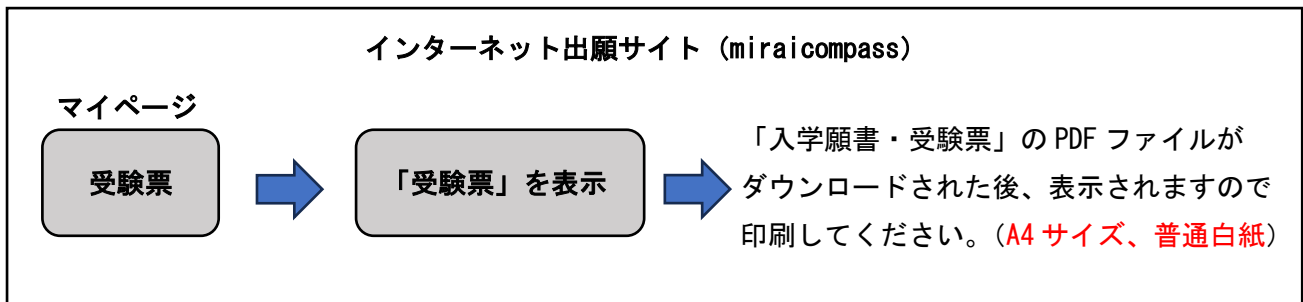 インターネット出願サイト（miraicompass）
マイページ
受験票
「受験票」を表示
「入学願書・受験票」の PDF ファイルが
ダウンロードされた後、表示されますので
印刷してください。（A4 サイズ、普通白紙）